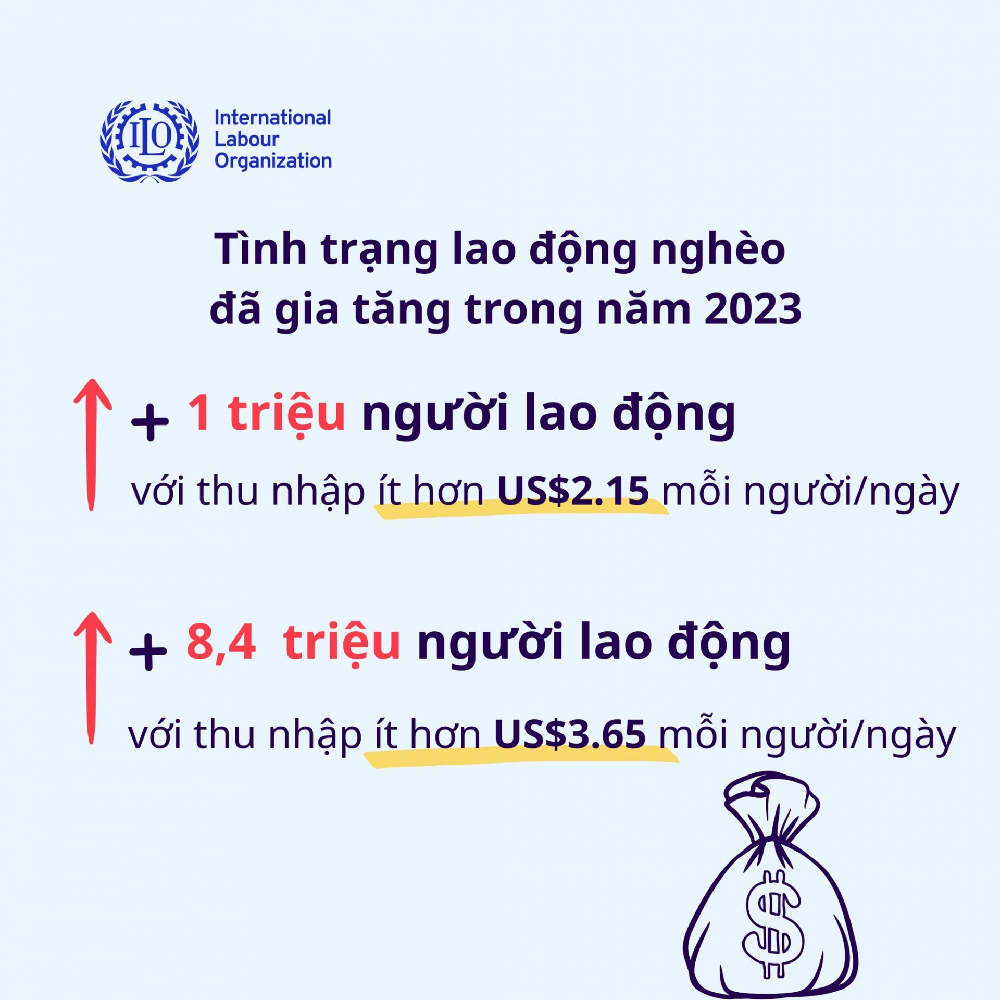 ILO
International
Labour
Organization
Tình trạng lao động nghèo
đã gia tăng trong năm 2023
+ 1 triệu người lao động
với thu nhập ít hơn US$2.15 mỗi người/ngày
+ 8,4 triệu người lao động
với thu nhập ít hơn US$3.65 mỗi người/ngày
$